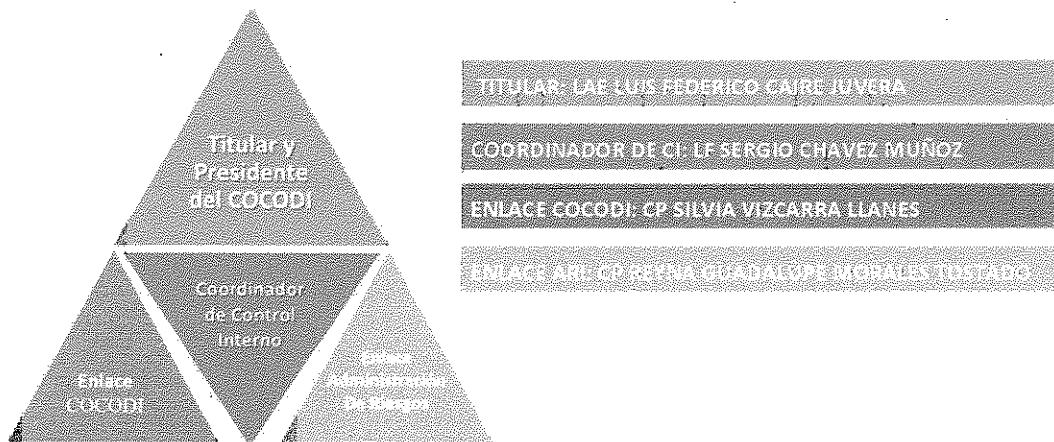 Titular y
Presidente
del COCODI
Coordinador
de Control
Interno
Enlace
COCODI
Enlace
Administración
De Riesgos
TITULAR: LAE LUIS FEDERICO CAIRE JUVERA
COORDINADOR DE CI: LF SERGIO CHAVEZ MUÑOZ
ENLACE COCODI: CP SILVIA VIZCARRA LLANES
ENLACE ARI: CP REYNA GUADALUPE MORALES TOSTADO